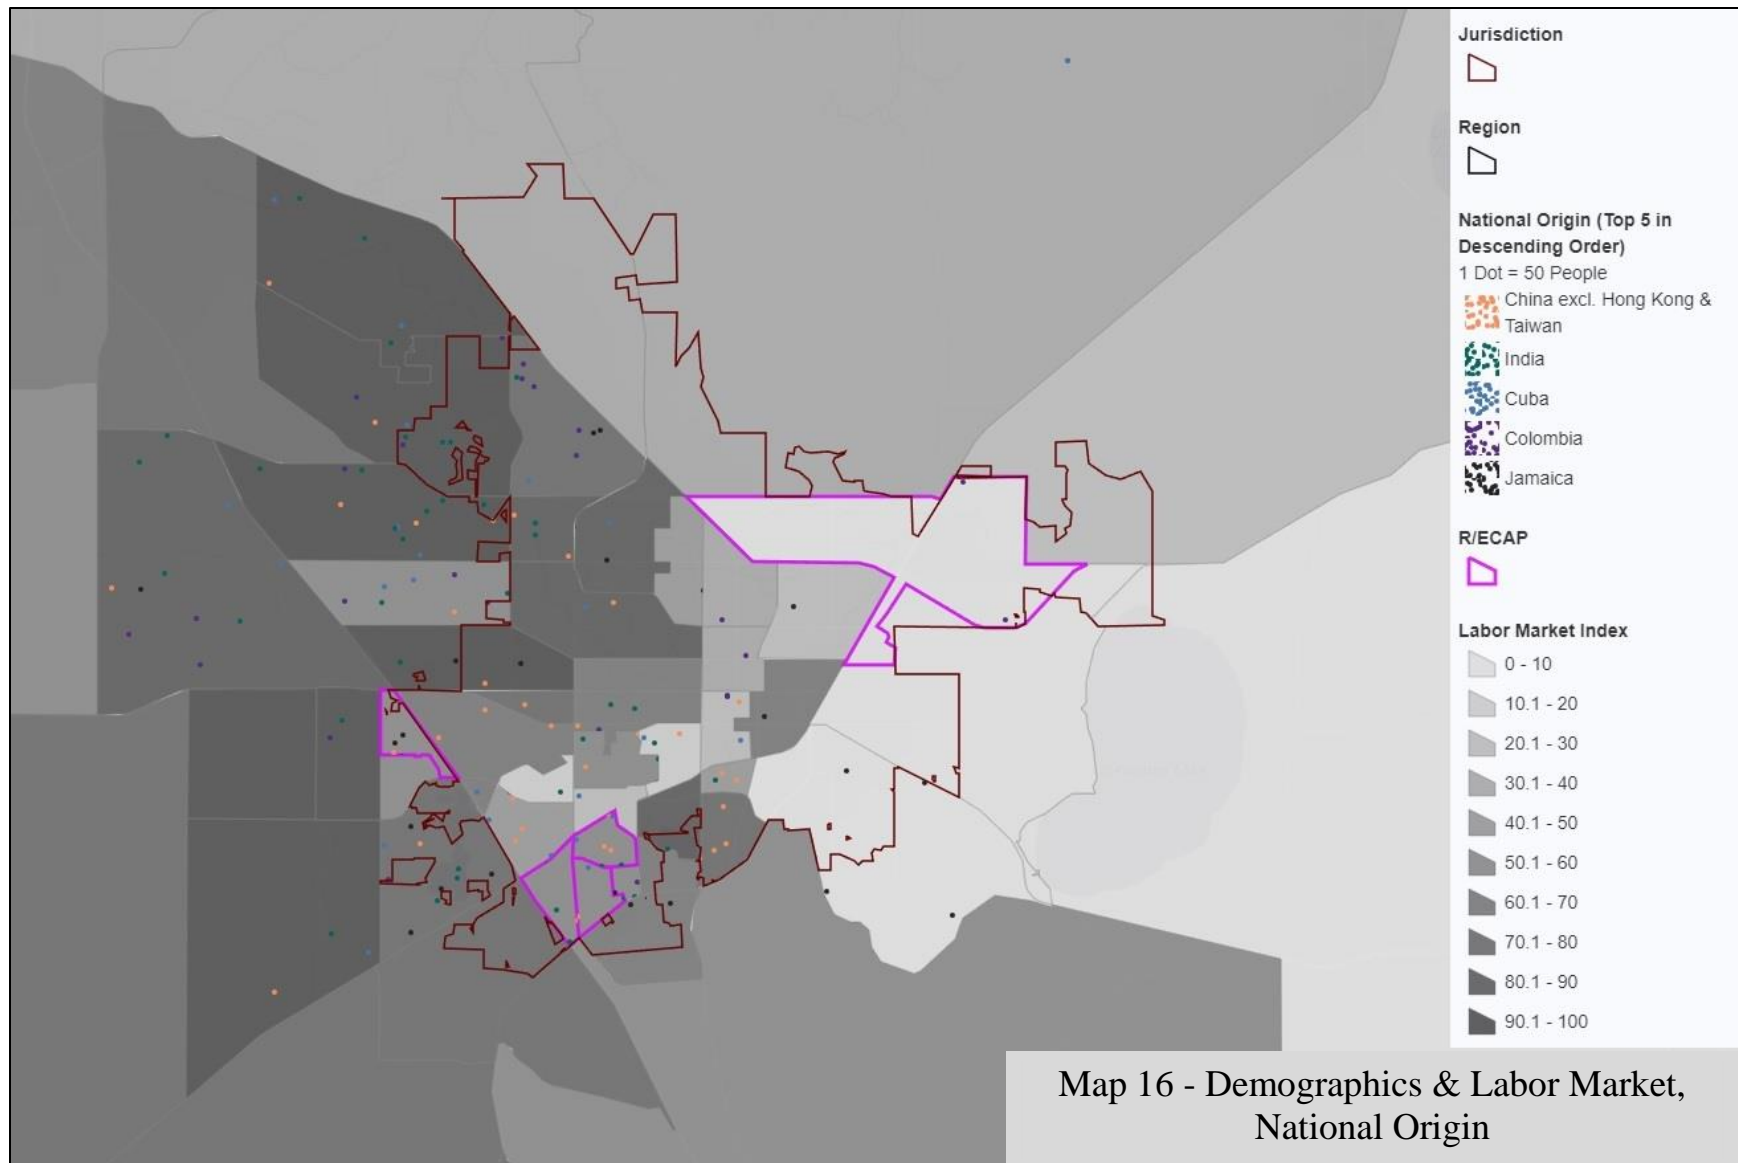 Jurisdiction
Region
National Origin (Top 5 in
Descending Order)
1 Dot = 50 People
China excl. Hong Kong &
Taiwan
India
Cuba
Colombia
Jamaica
R/ECAP
Labor Market Index
0 - 10
10.1 - 20
20.1 - 30
30.1 - 40
40.1 - 50
50.1 - 60
60.1 - 70
70.1 - 80
80.1 - 90
90.1 - 100
Map 16 - Demographics & Labor Market,
National Origin